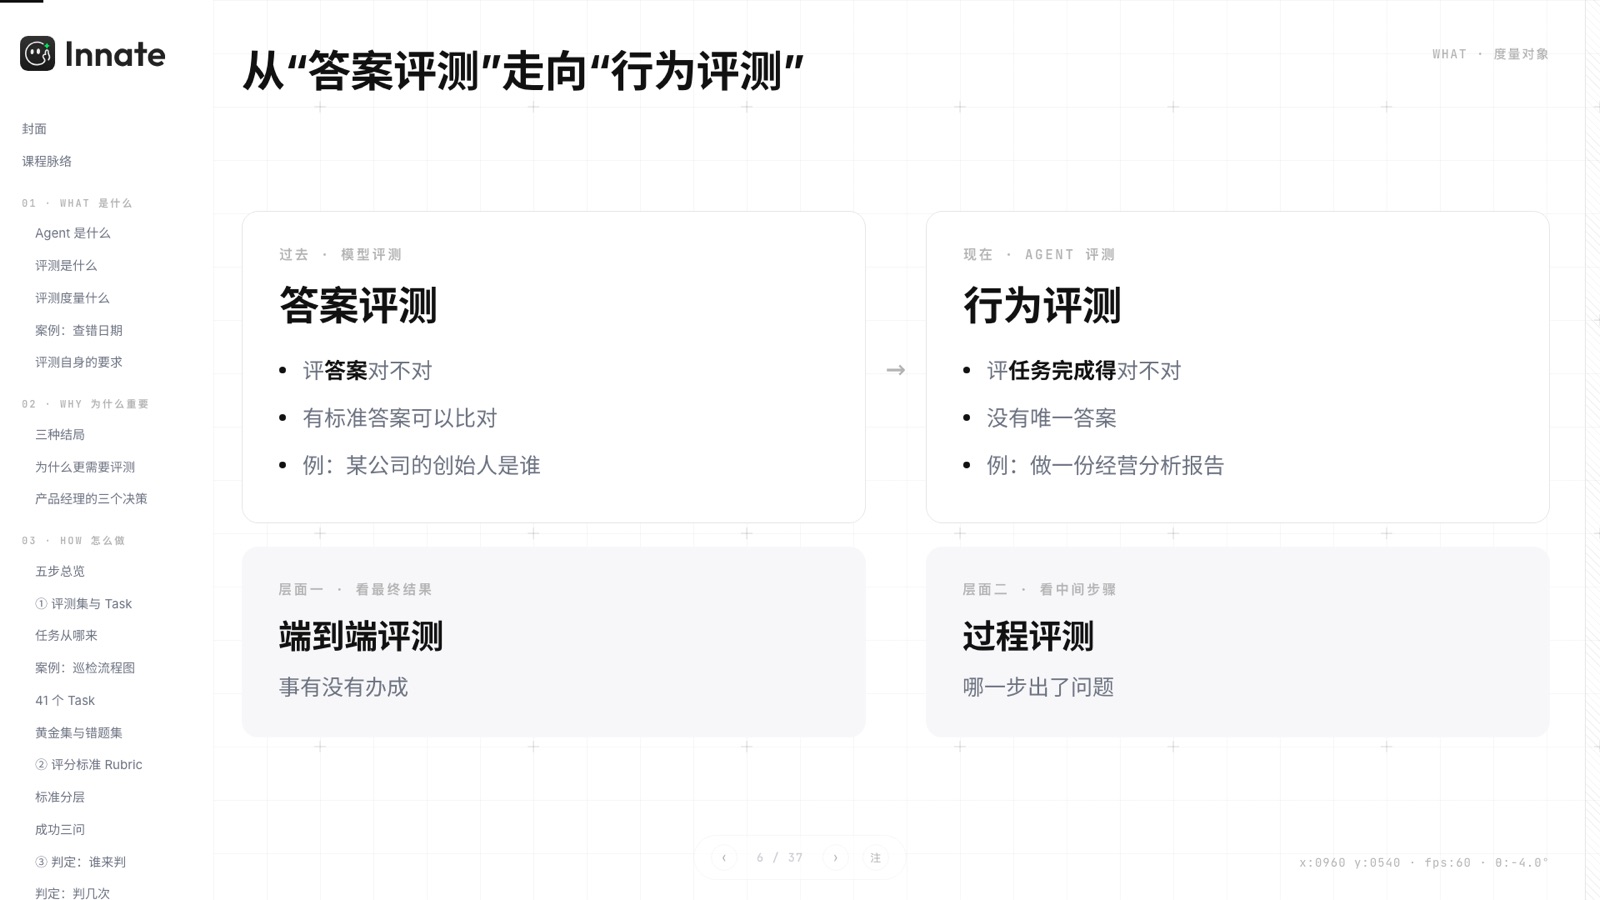 Innate
封面
课程脉络
01 · WHAT 是什么
Agent 是什么
评测是什么
评测度量什么
案例：查错日期
评测自身的要求
02 · WHY 为什么重要
三种结局
为什么更需要评测
产品经理的三个决策
03 · HOW 怎么做
五步总览
① 评测集与 Task
任务从哪来
案例：巡检流程图
41 个 Task
黄金集与错题集
② 评分标准 Rubric
标准分层
成功三问
③ 判定：谁来判
判定：判几次
从“答案评测”走向“行为评测”
WHAT · 度量对象
过去 · 模型评测
答案评测
• 评答案对不对
• 有标准答案可以比对
• 例：某公司的创始人是谁
→
现在 · AGENT 评测
行为评测
• 评任务完成得对不对
• 没有唯一答案
• 例：做一份经营分析报告
层面一 · 看最终结果
端到端评测
事有没有办成
层面二 · 看中间步骤
过程评测
哪一步出了问题
‹ 6 / 37 › 注
x:0960 y:0540 · fps:60 · θ:-4.0°